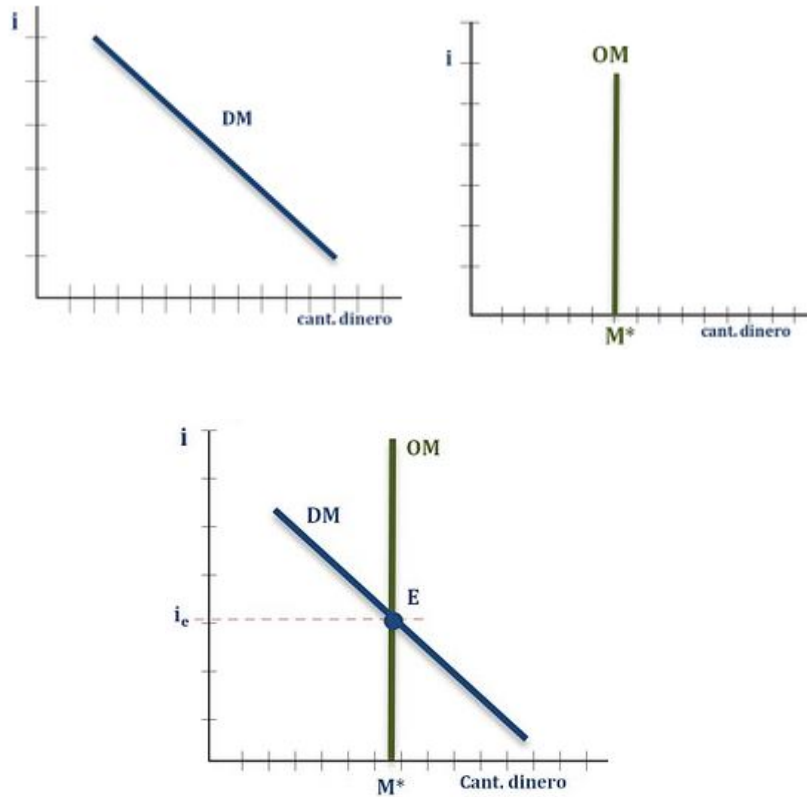 i
DM
cant. dinero
OM
i
M*
cant. dinero
i
OM
DM
E
ie
M*
Cant. dinero